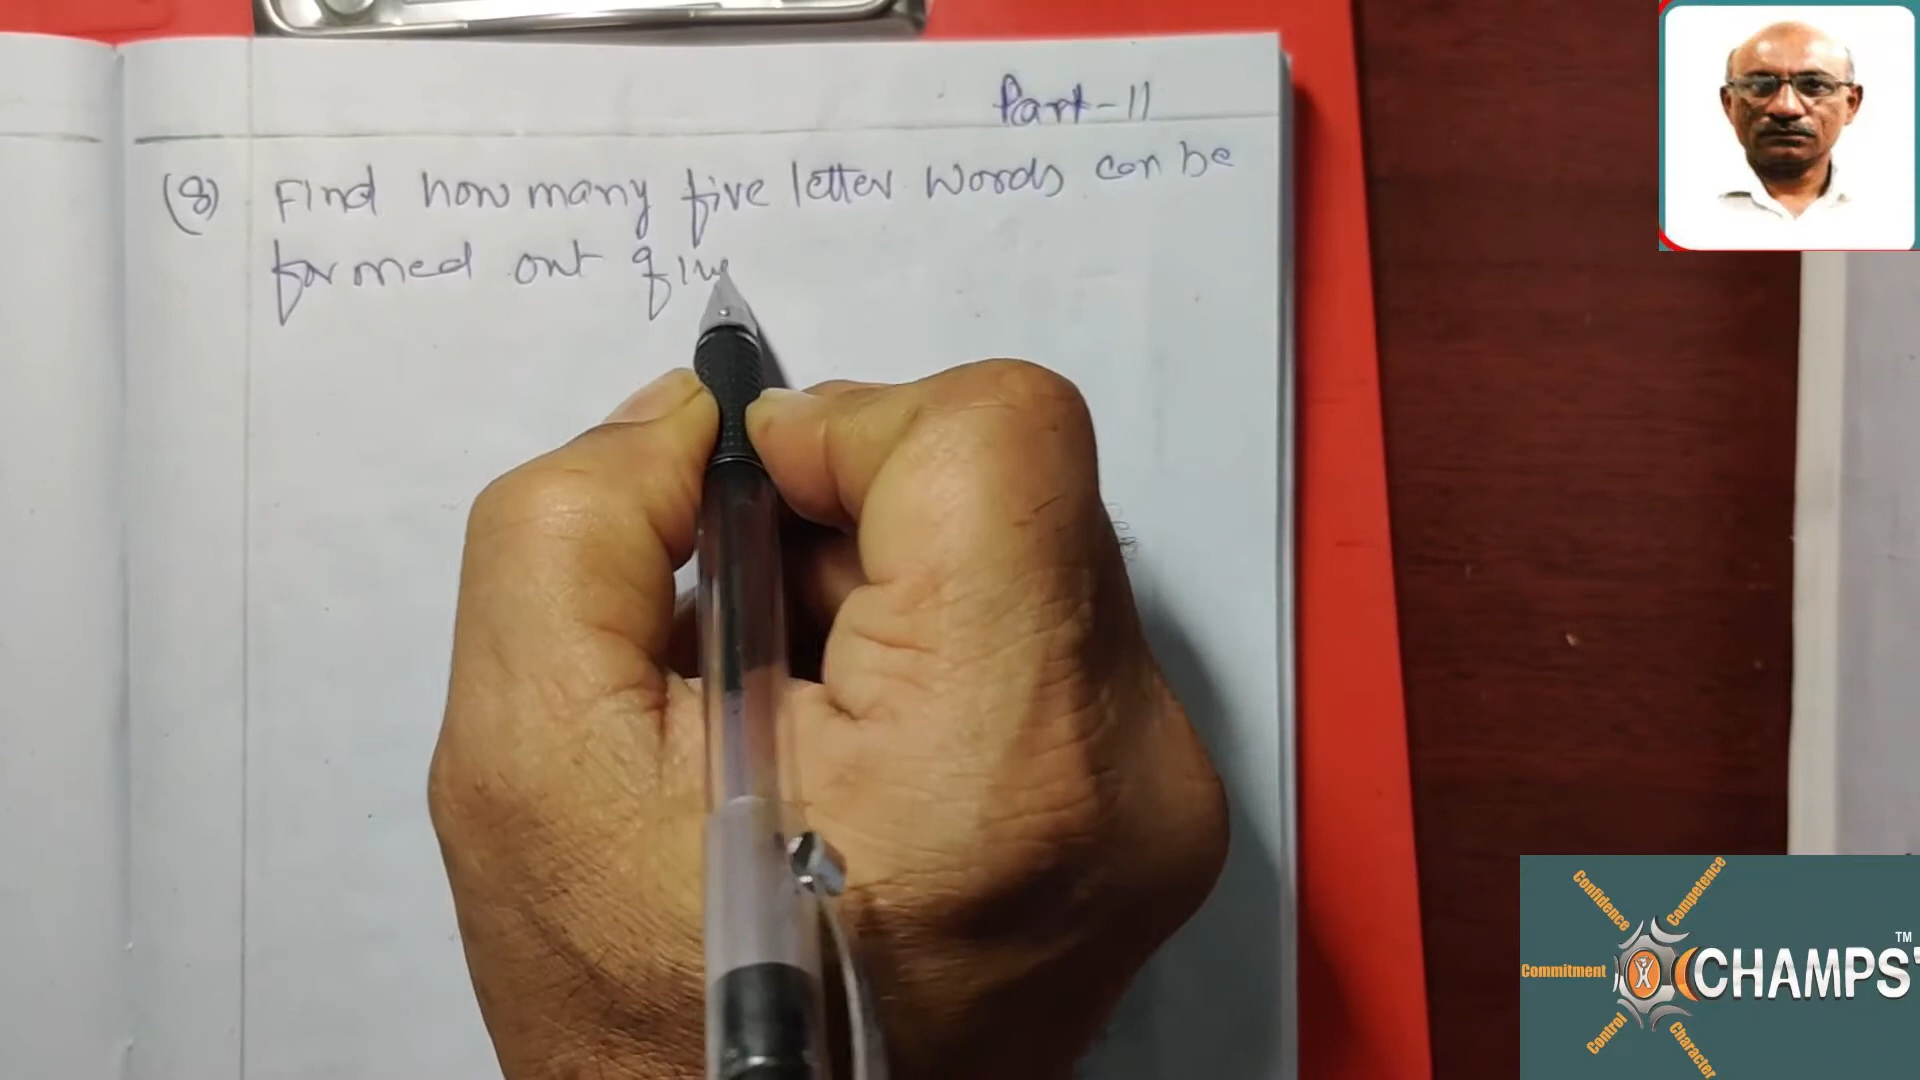 Part-11
(8) Find how many five letter words can be
formed out
Confidence
Competence
Commitment
CHAMPS
TM
Control
Character